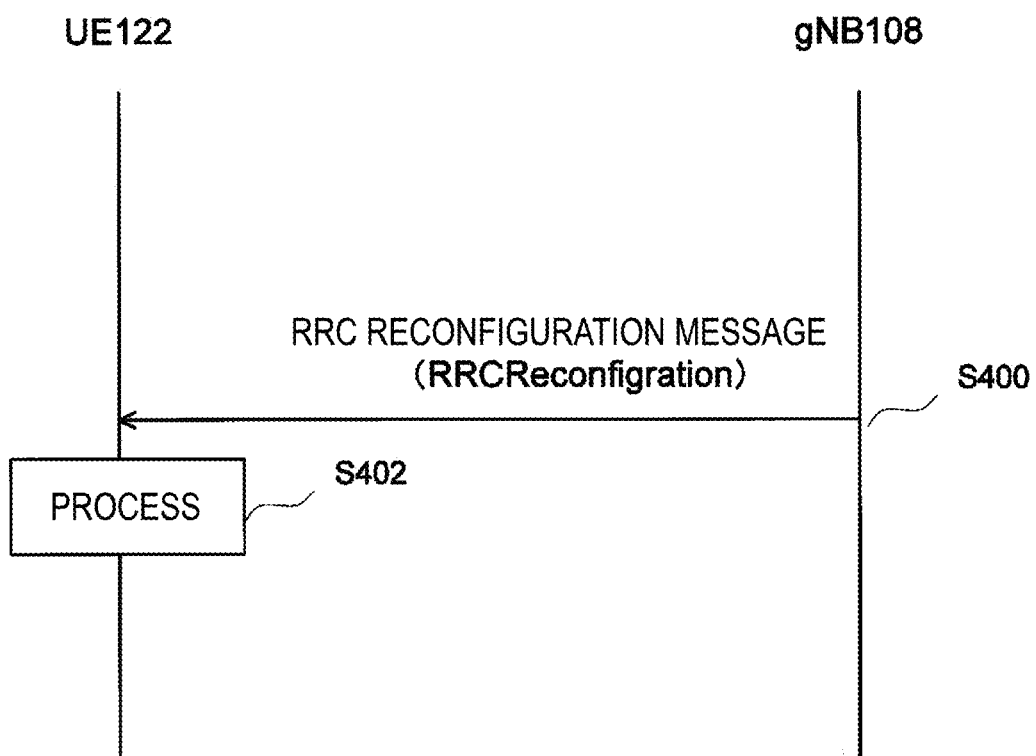 UE122
gNB108
RRC RECONFIGURATION MESSAGE
(RRCReconfigration)
S400
S402
PROCESS